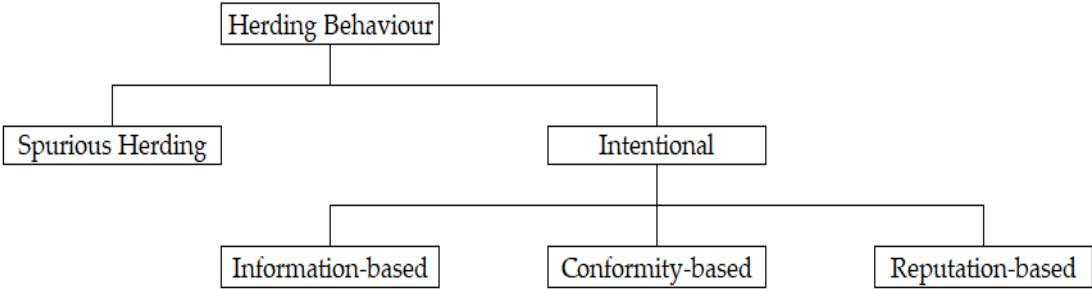 Herding Behaviour
Spurious Herding
Intentional
Information-based
Conformity-based
Reputation-based